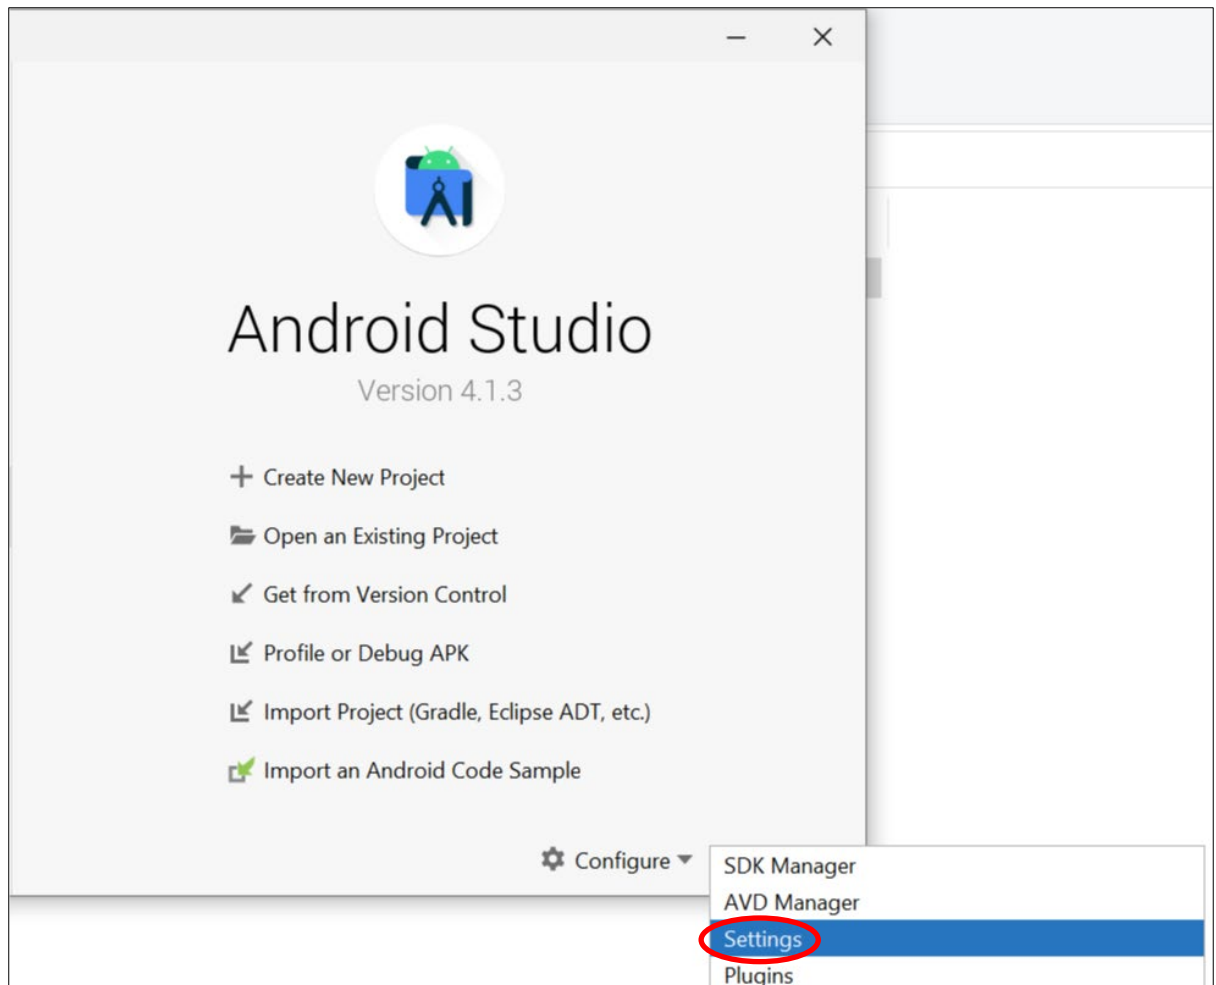 Android Studio
Version 4.1.3
Create New Project
Open an Existing Project
Get from Version Control
Profile or Debug APK
Import Project (Gradle, Eclipse ADT, etc.)
Import an Android Code Sample
Configure
SDK Manager
AVD Manager
Settings
Plugins